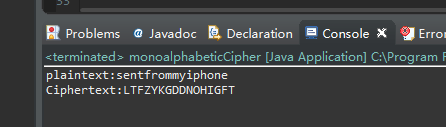 Problems @ Javadoc Declaration Console Error
<terminated> monoalphabeticCipher [Java Application] C:\Program F
plaintext:sentfrommyiphone
Ciphertext:LTFZYKGDDNOHIGFT